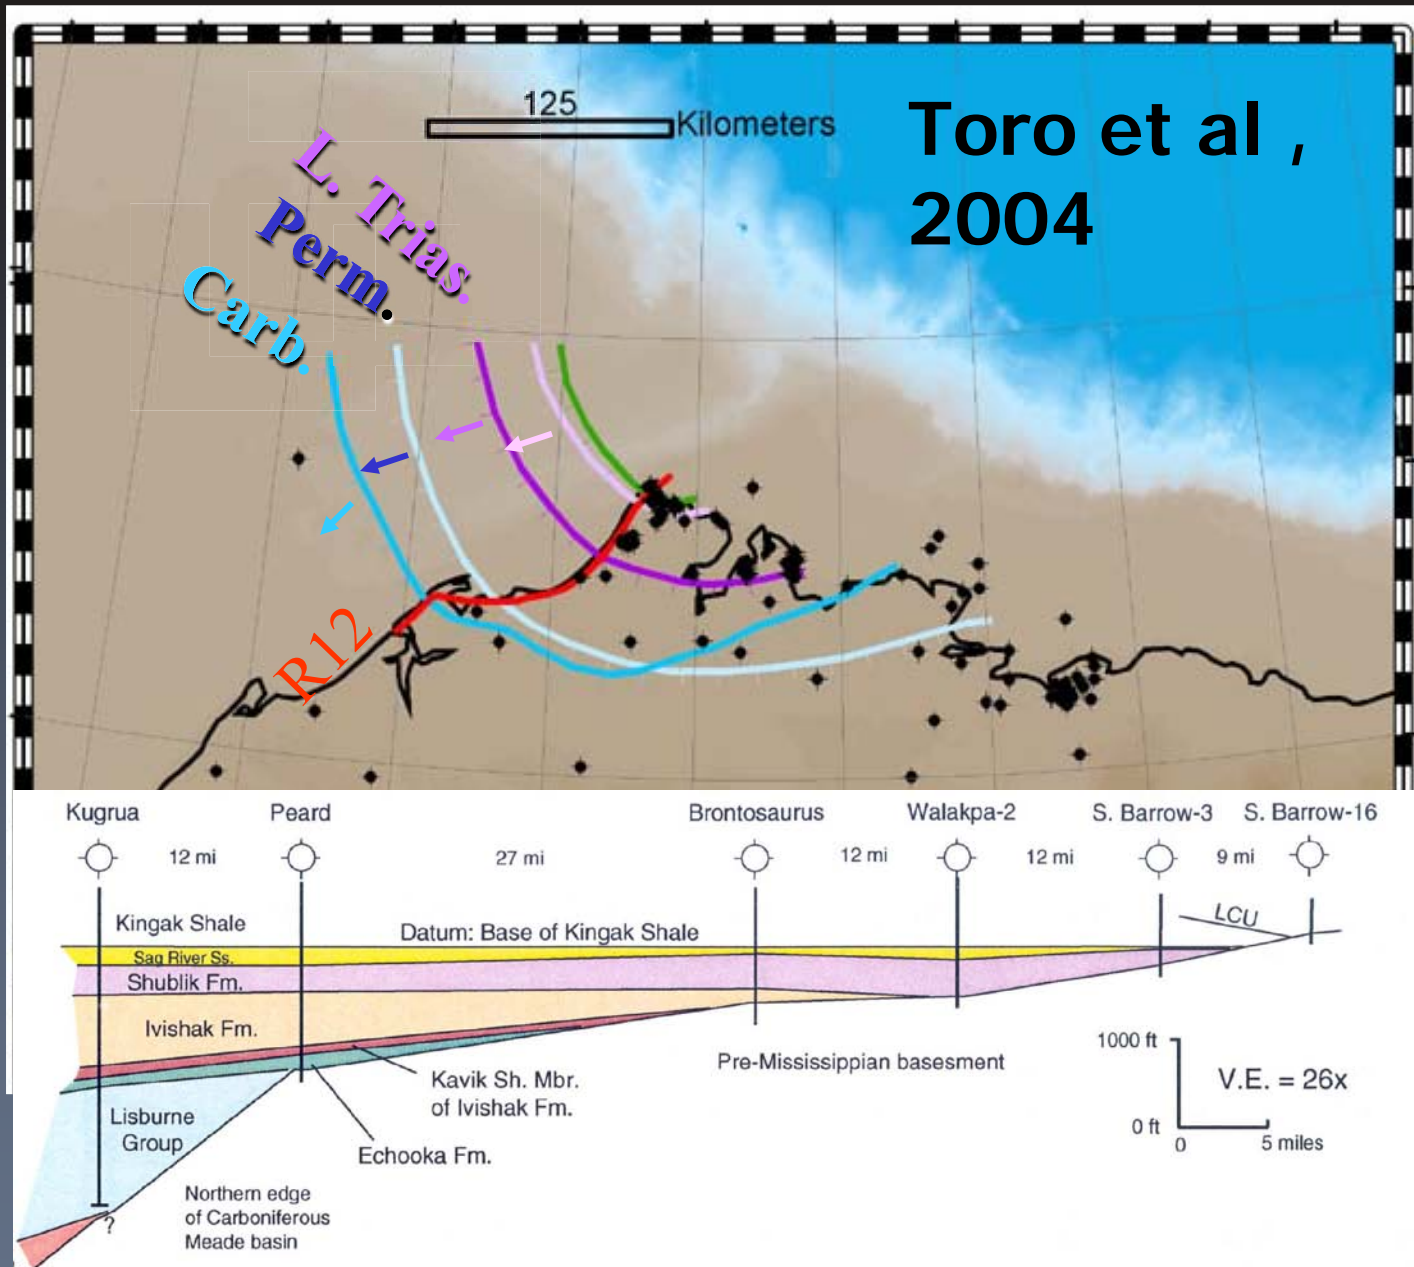 125
Kilometers
Toro et al ,
2004
L. Trias.
Perm.
Carb.
R12
Kugrua
Peard
Brontosaurus
Walakpa-2
S. Barrow-3
S. Barrow-16
12 mi
27 mi
12 mi
12 mi
9 mi
Kingak Shale
Datum: Base of Kingak Shale
LCU
Sag River Ss.
Shublik Fm.
Ivishak Fm.
1000 ft
Pre-Mississippian basesment
V.E. = 26x
Kavik Sh. Mbr.
of Ivishak Fm.
Lisburne
Group
0 ft
0
5 miles
Echooka Fm.
Northern edge
of Carboniferous
Meade basin
?